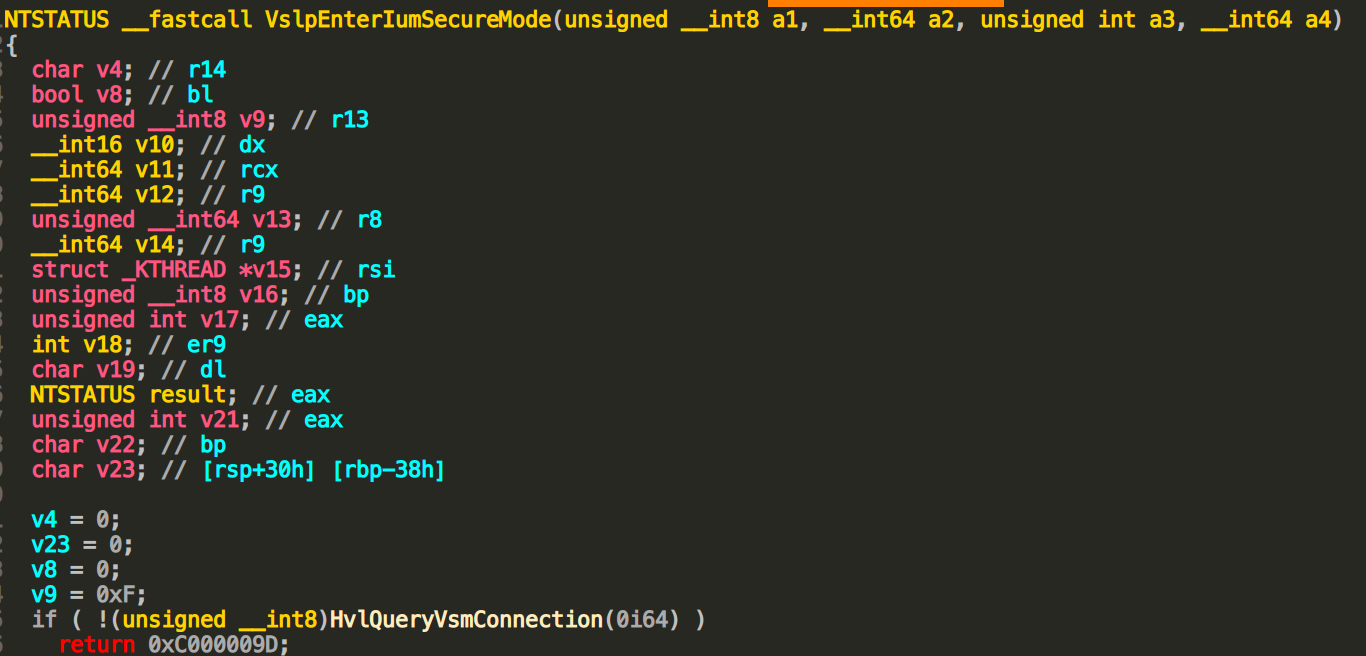 NTSTATUS __fastcall VslpEnterIumSecureMode(unsigned __int8 a1, __int64 a2, unsigned int a3, __int64 a4)
{
  char v4; // r14
  bool v8; // bl
  unsigned __int8 v9; // r13
  __int16 v10; // dx
  __int64 v11; // rcx
  __int64 v12; // r9
  unsigned __int64 v13; // r8
  __int64 v14; // r9
  struct _KTHREAD *v15; // rsi
  unsigned __int8 v16; // bp
  unsigned int v17; // eax
  int v18; // er9
  char v19; // dl
  NTSTATUS result; // eax
  unsigned int v21; // eax
  char v22; // bp
  char v23; // [rsp+30h] [rbp-38h]

  v4 = 0;
  v23 = 0;
  v8 = 0;
  v9 = 0xF;
  if ( !(unsigned __int8)HvlQueryVsmConnection(0i64) )
    return 0xC000009D;